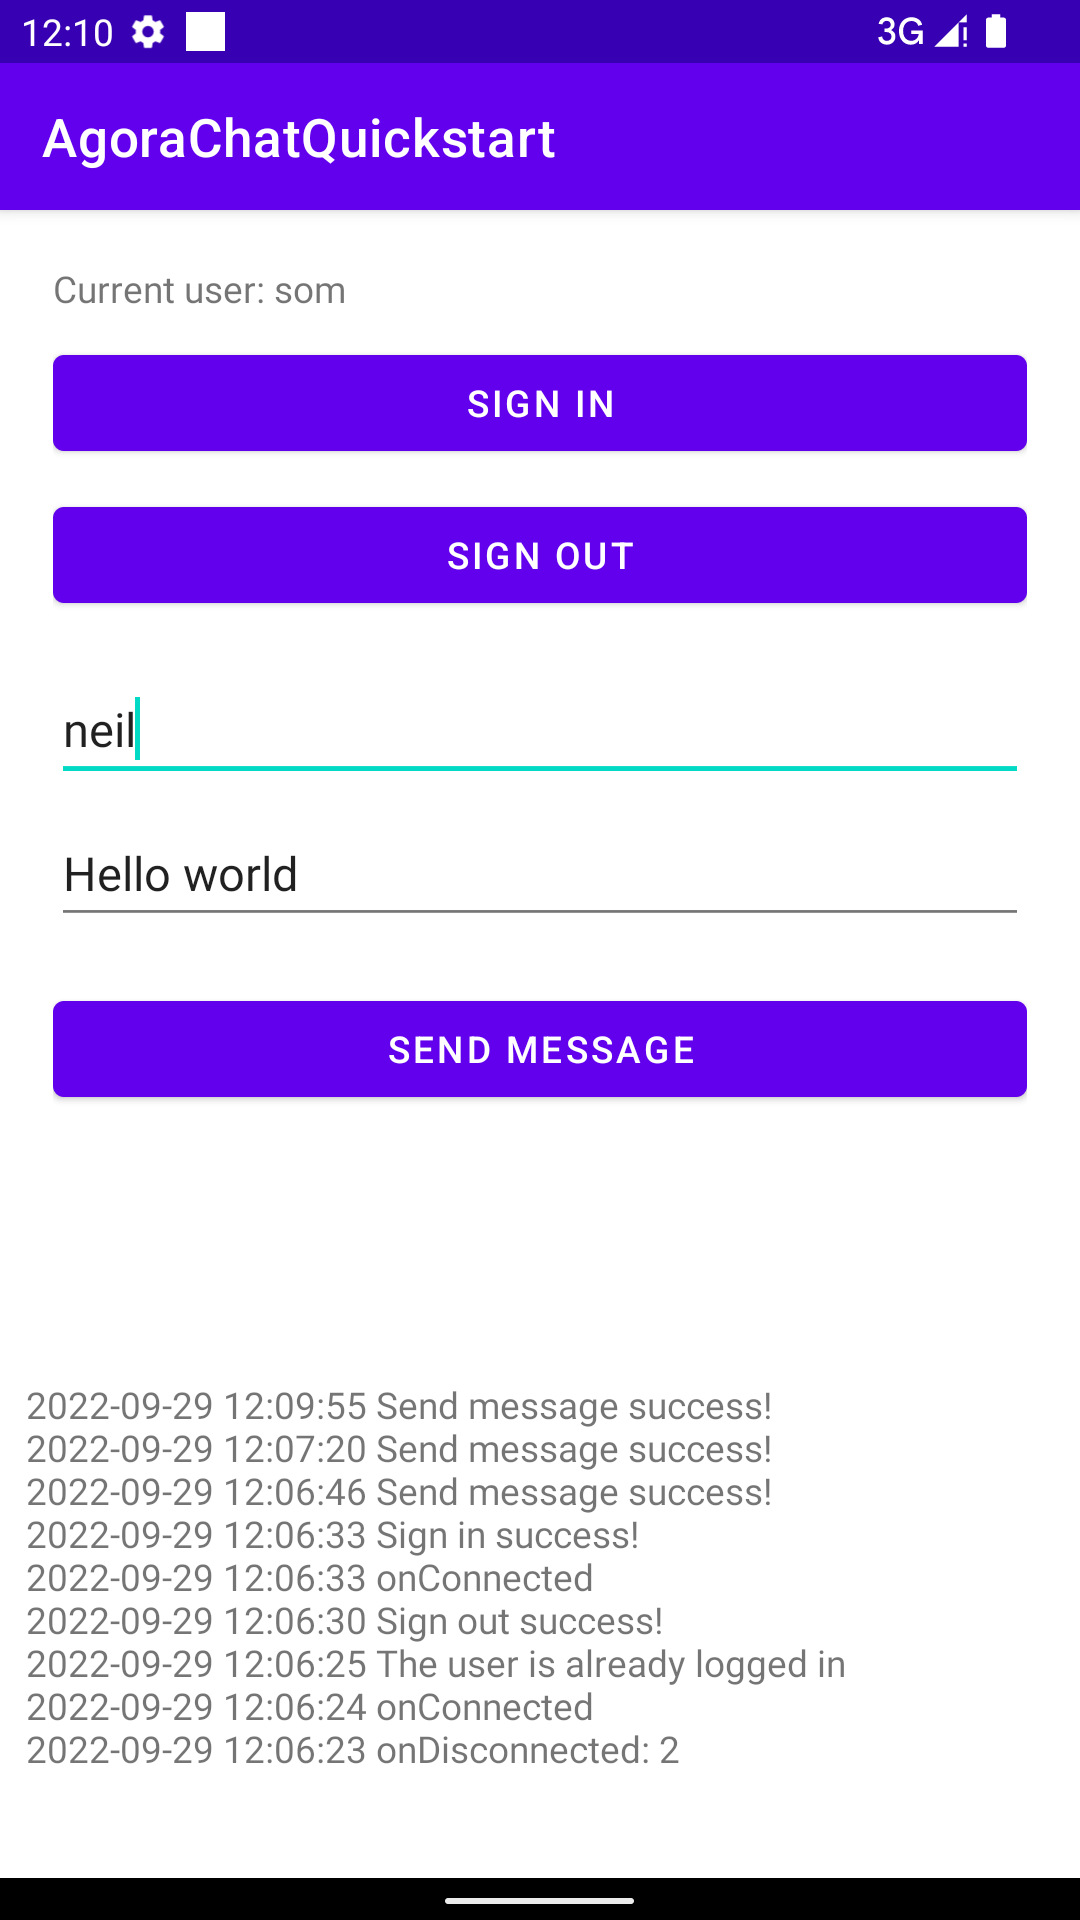 12:10 3G
AgoraChatQuickstart
Current user: som
SIGN IN
SIGN OUT
neil
Hello world
SEND MESSAGE
2022-09-29 12:09:55 Send message success!
2022-09-29 12:07:20 Send message success!
2022-09-29 12:06:46 Send message success!
2022-09-29 12:06:33 Sign in success!
2022-09-29 12:06:33 onConnected
2022-09-29 12:06:30 Sign out success!
2022-09-29 12:06:25 The user is already logged in
2022-09-29 12:06:24 onConnected
2022-09-29 12:06:23 onDisconnected: 2